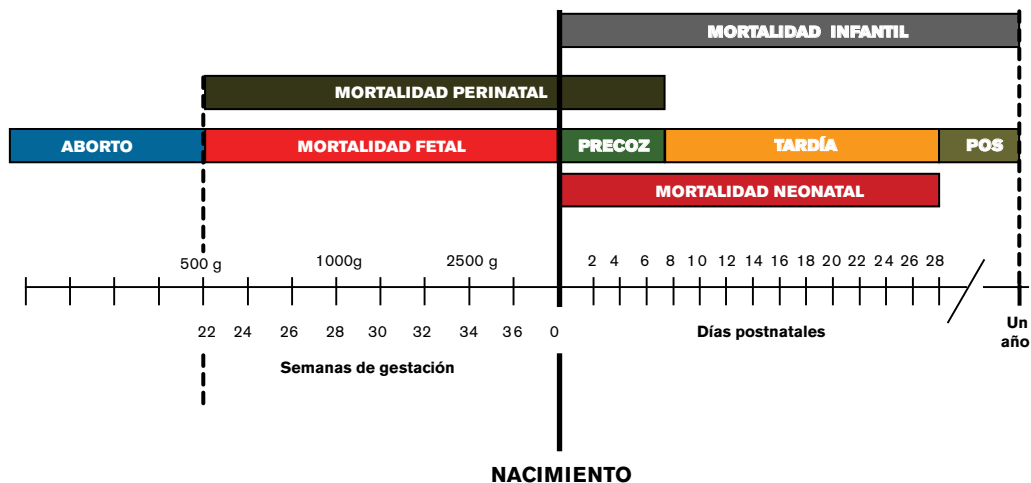 MORTALIDAD INFANTIL
MORTALIDAD PERINATAL
ABORTO MORTALIDAD FETAL PRECOZ TARDÍA POS
MORTALIDAD NEONATAL
500 g 1000g 2500 g 2 4 6 8 10 12 14 16 18 20 22 24 26 28
22 24 26 28 30 32 34 36 0 Días postnatales Un
año
Semanas de gestación
NACIMIENTO